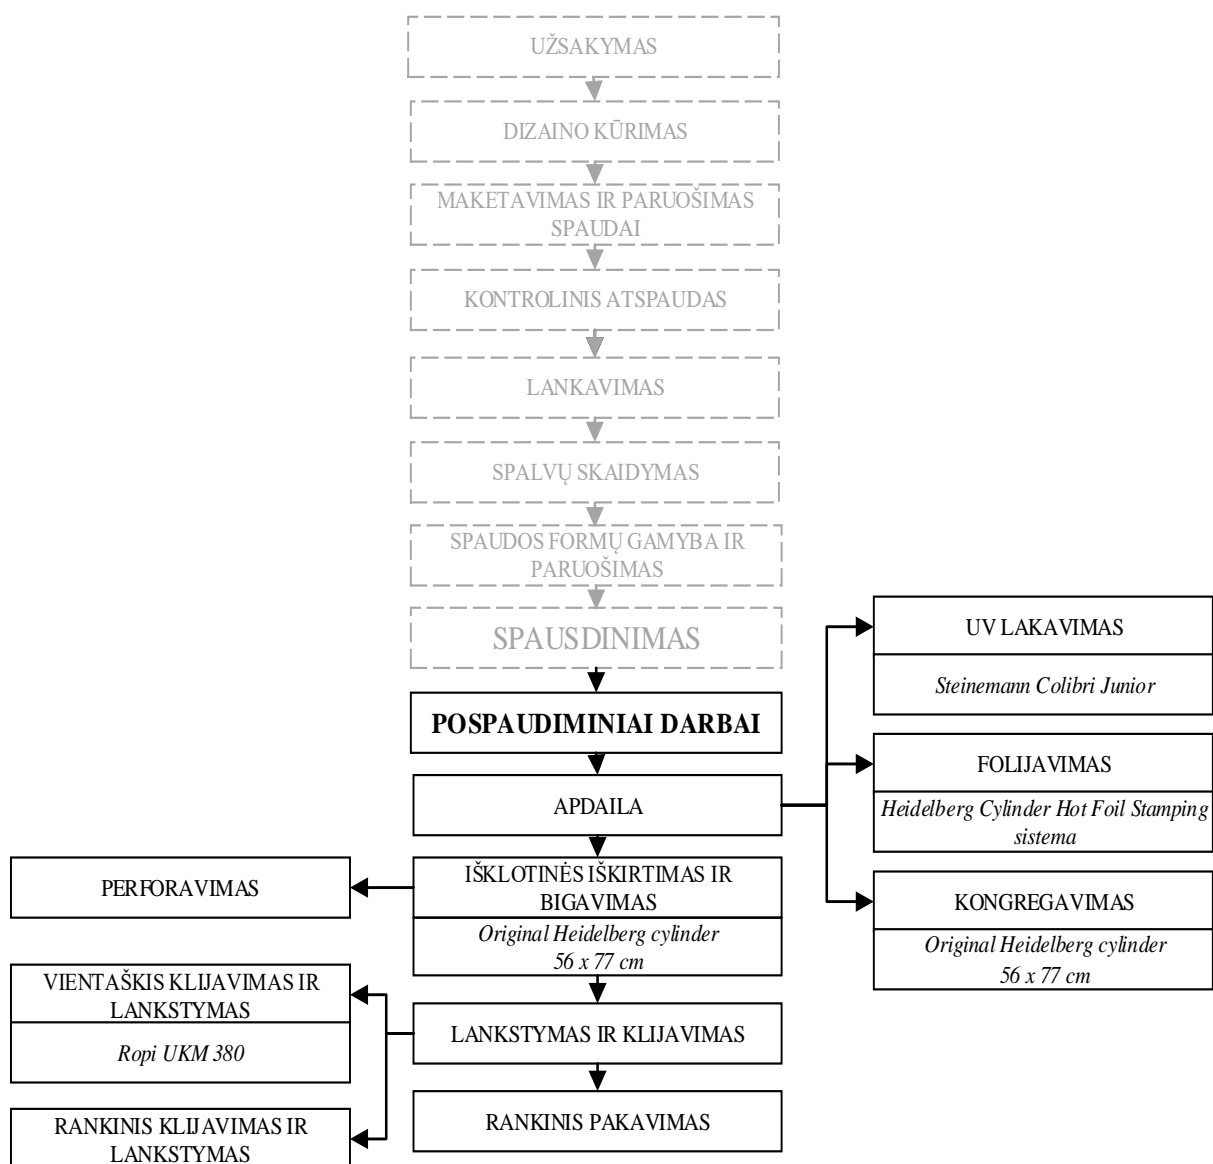 UŽSAKYMAS
DIZAINO KŪRIMAS
MAKETAVIMAS IR PARUOŠIMAS
SPAUDAI
KONTROLINIS ATSPAUDAS
LANKAVIMAS
SPALVŲ SKAIDYMAS
SPAUDOS FORMŲ GAMYBA IR
PARUOŠIMAS
SPAUSDINIMAS
POSPAUDIMINIAI DARBAI
APDAILA
UV LAKAVIMAS
Steinemann Colibri Junior
FOLIJAVIMAS
Heidelberg Cylinder Hot Foil Stamping
sistema
KONGREGAVIMAS
Original Heidelberg cylinder
56 x 77 cm
IŠKLOTINĖS IŠKIRTIMAS IR
BIGAVIMAS
Original Heidelberg cylinder
56 x 77 cm
PERFORAVIMAS
LANKSTYMAS IR KLIJAVIMAS
VIENTAŠKIS KLIJAVIMAS IR
LANKSTYMAS
Ropi UKM 380
RANKINIS KLIJAVIMAS IR
LANKSTYMAS
RANKINIS PAKAVIMAS